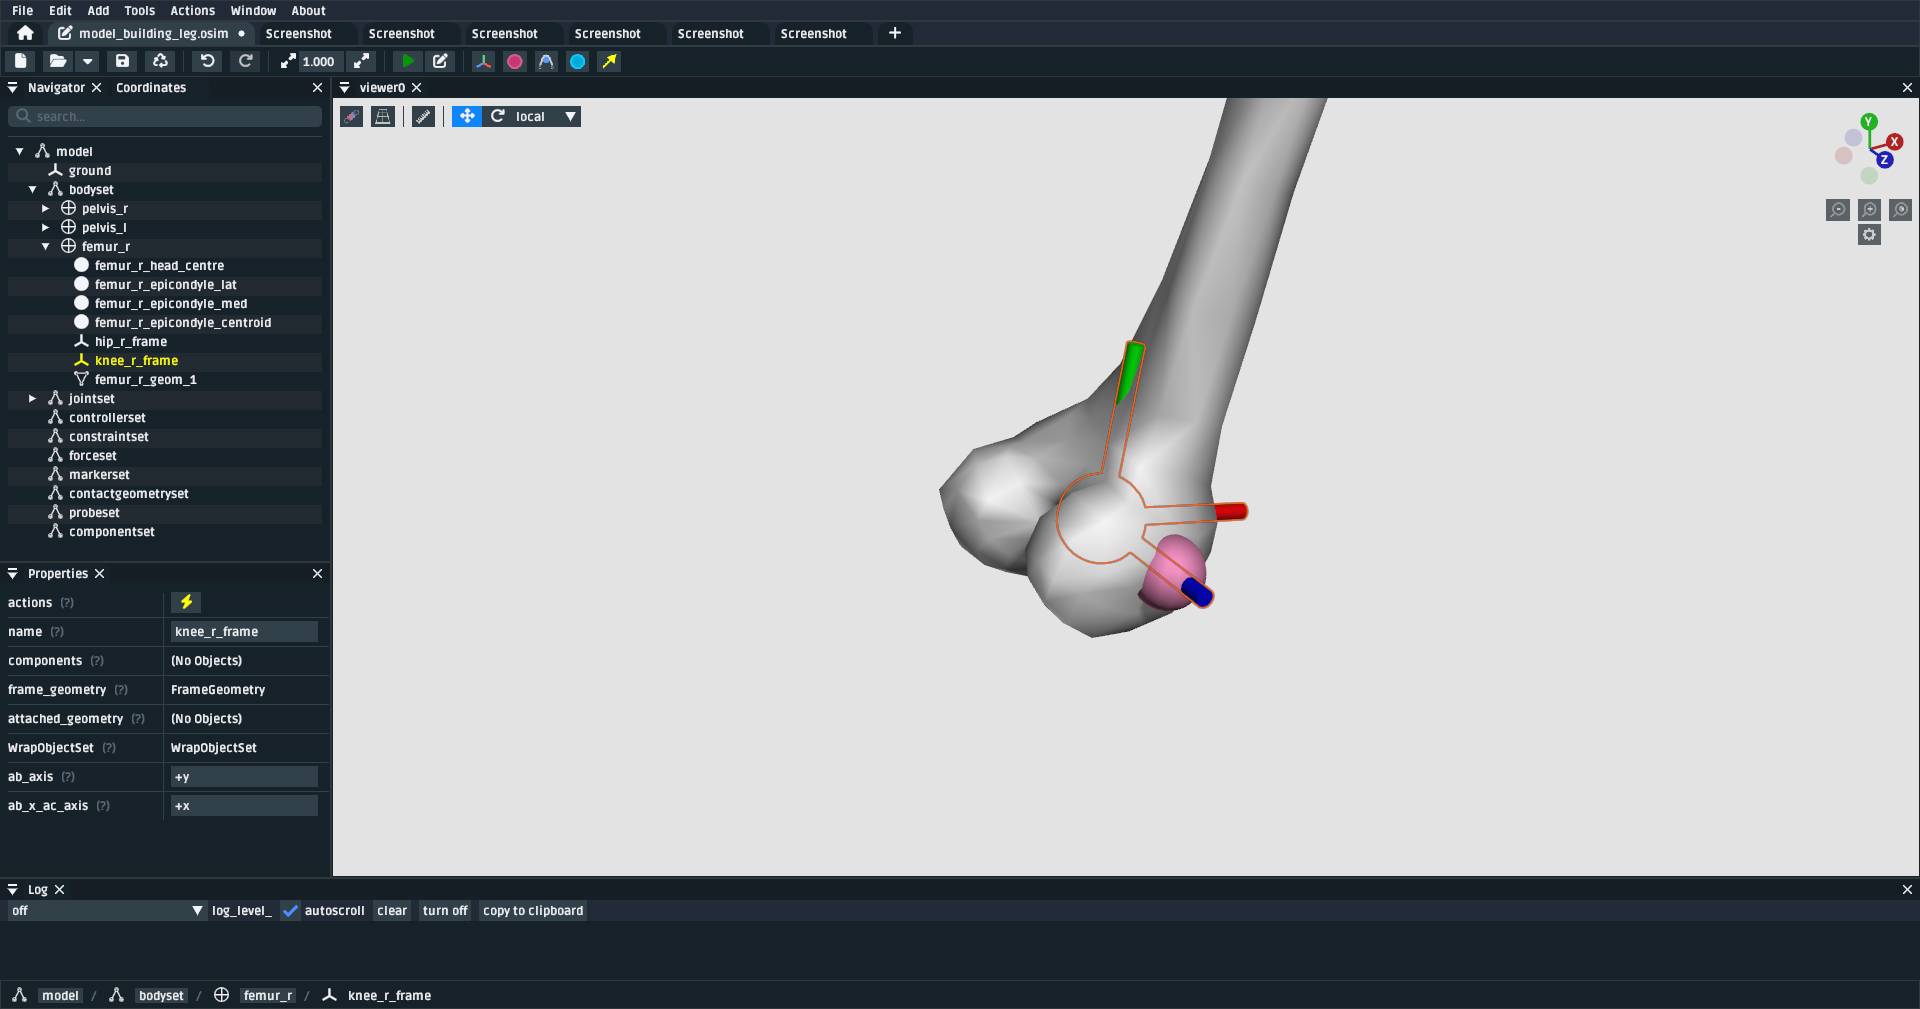 File Edit Add Tools Actions Window About
model_building_leg.osim Screenshot Screenshot Screenshot Screenshot Screenshot Screenshot
1.000
Navigator Coordinates
search...
model
ground
bodyset
pelvis_r
pelvis_l
femur_r
femur_r_head_centre
femur_r_epicondyle_lat
femur_r_epicondyle_med
femur_r_epicondyle_centroid
hip_r_frame
knee_r_frame
femur_r_geom_1
jointset
controllerset
constraintset
forceset
markerset
contactgeometryset
probeset
componentset
Properties
actions (?)
name (?) knee_r_frame
components (?) (No Objects)
frame_geometry (?) FrameGeometry
attached_geometry (?) (No Objects)
WrapObjectSet (?) WrapObjectSet
ab_axis (?) +y
ab_x_ac_axis (?) +x
viewer0
local
Y
X
Z
Log
off log_level_ autoscroll clear turn off copy to clipboard
model / bodyset / femur_r / knee_r_frame